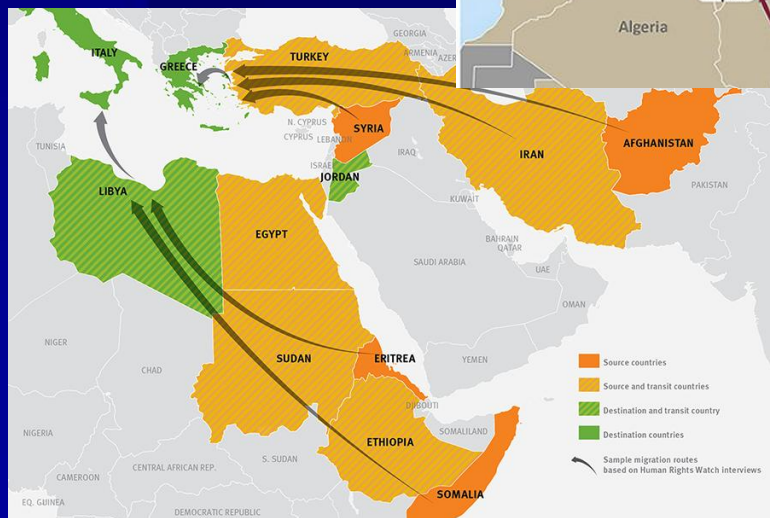 Algeria
GEORGIA
ITALY
GREECE
TURKEY
ARMENIA
AZER
N. CYPRUS
CYPRUS
LEBANON
SYRIA
TUNISIA
ISRAEL
JORDAN
IRAQ
IRAN
AFGHANISTAN
PAKISTAN
LIBYA
KUWAIT
EGYPT
BAHRAIN
QATAR
SAUDI ARABIA
UAE
OMAN
NIGER
CHAD
SUDAN
ERITREA
YEMEN
DJIBOUTI
NIGERIA
ETHIOPIA
SOMALILAND
CENTRAL AFRICAN REP.
S. SUDAN
CAMEROON
SOMALIA
EQ. GUINEA
DEMOCRATIC REPUBLIC
Source countries
Source and transit countries
Destination and transit country
Destination countries
Sample migration routes
based on Human Rights Watch interviews